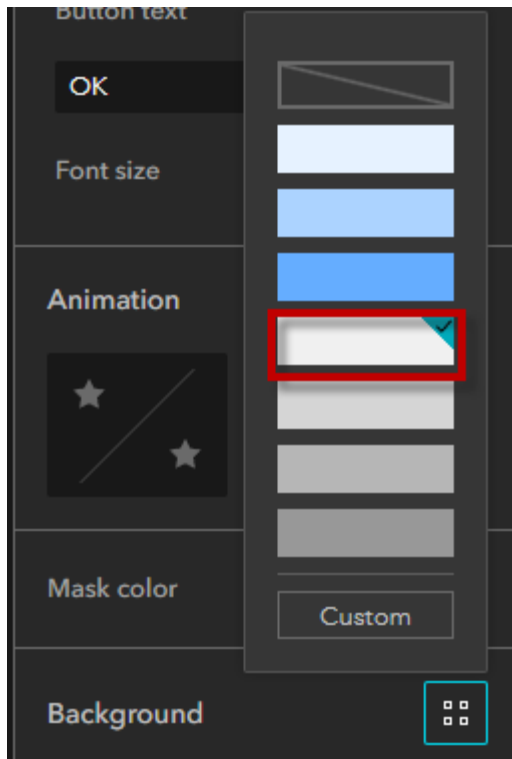 Button text
OK
Font size
Animation
Mask color
Custom
Background